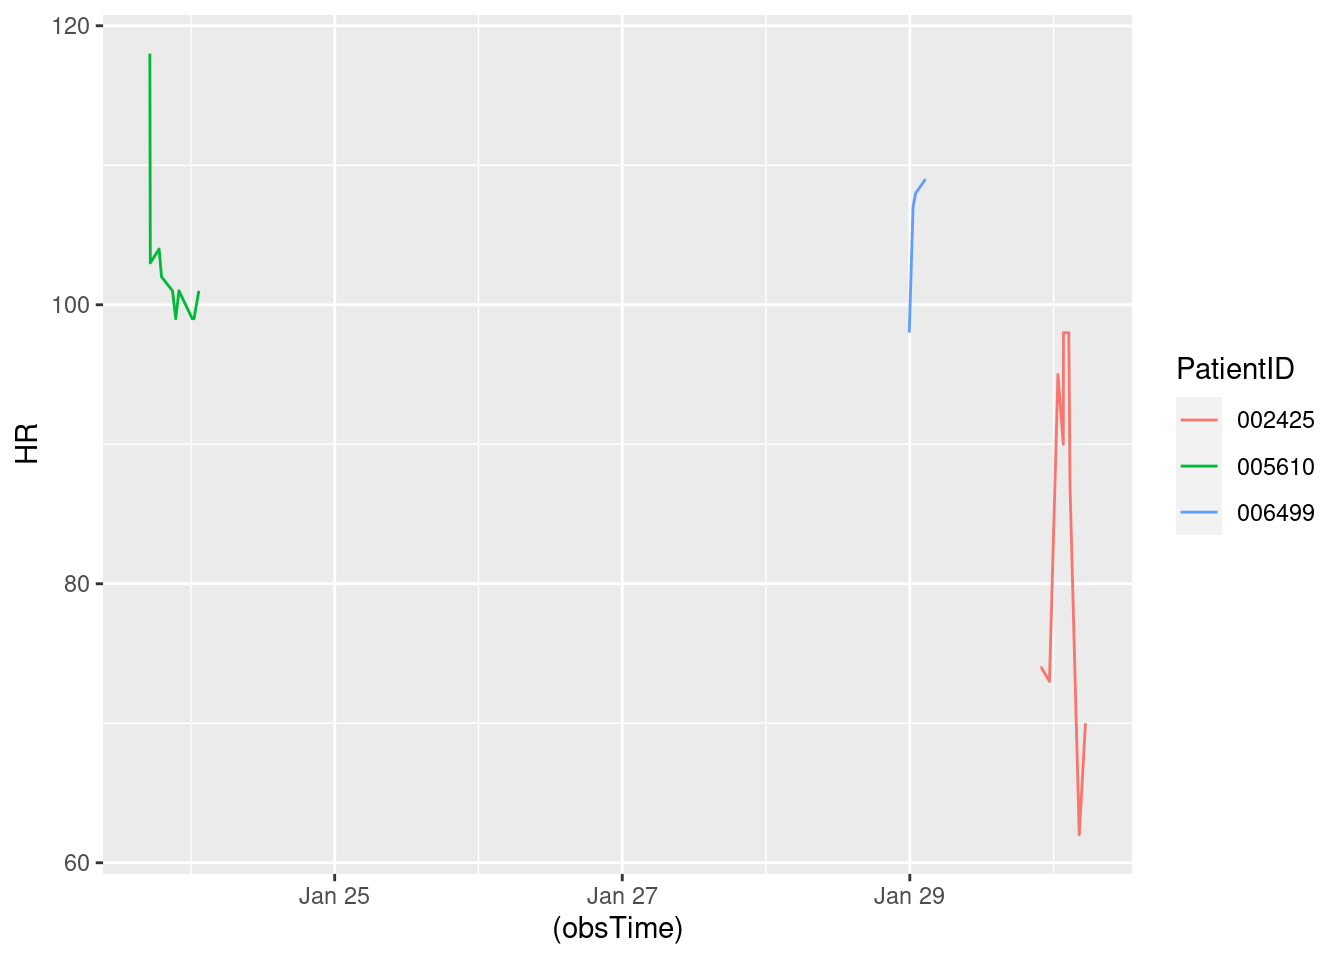 120
100
80
60
HR
Jan 25
Jan 27
Jan 29
(obsTime)
PatientID
002425
005610
006499